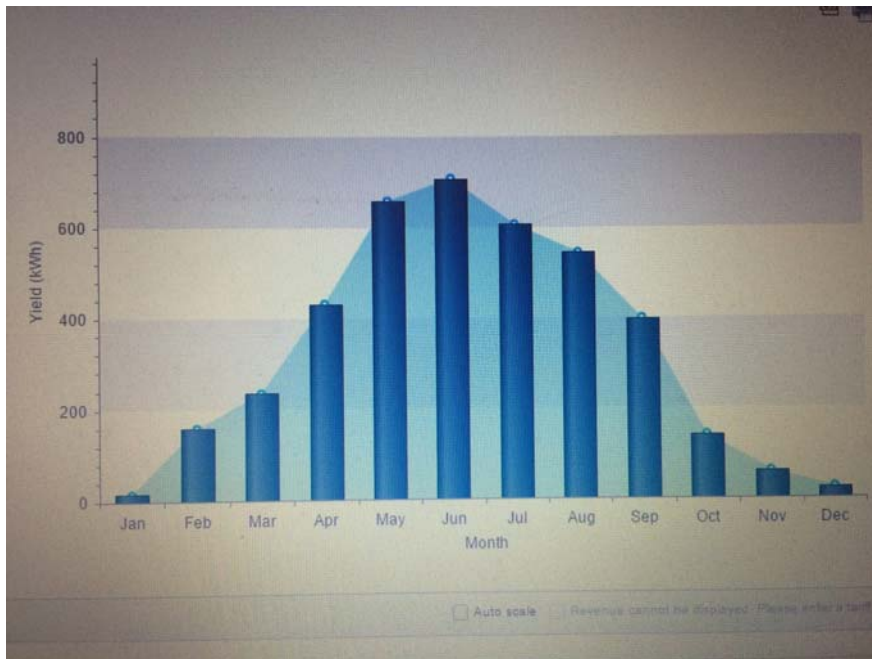 800
600
400
200
0
Yield (kWh)
Jan Feb Mar Apr May Jun Jul Aug Sep Oct Nov Dec
Month
Auto scale Revenue cannot be displayed. Please enter a tariff